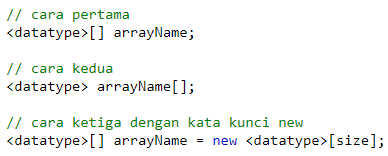 // cara pertama
<datatype>[] arrayName;
// cara kedua
<datatype> arrayName[];
// cara ketiga dengan kata kunci new
<datatype>[] arrayName = new <datatype>[size];